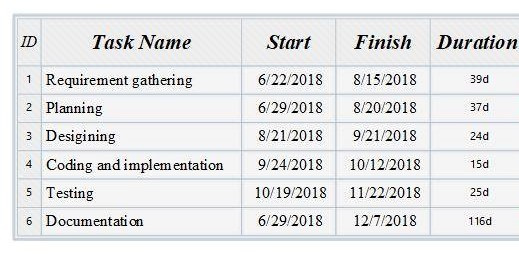 ID Task Name Start Finish Duration
1 Requirement gathering 6/22/2018 8/15/2018 39d
2 Planning 6/29/2018 8/20/2018 37d
3 Desigining 8/21/2018 9/21/2018 24d
4 Coding and implementation 9/24/2018 10/12/2018 15d
5 Testing 10/19/2018 11/22/2018 25d
6 Documentation 6/29/2018 12/7/2018 116d